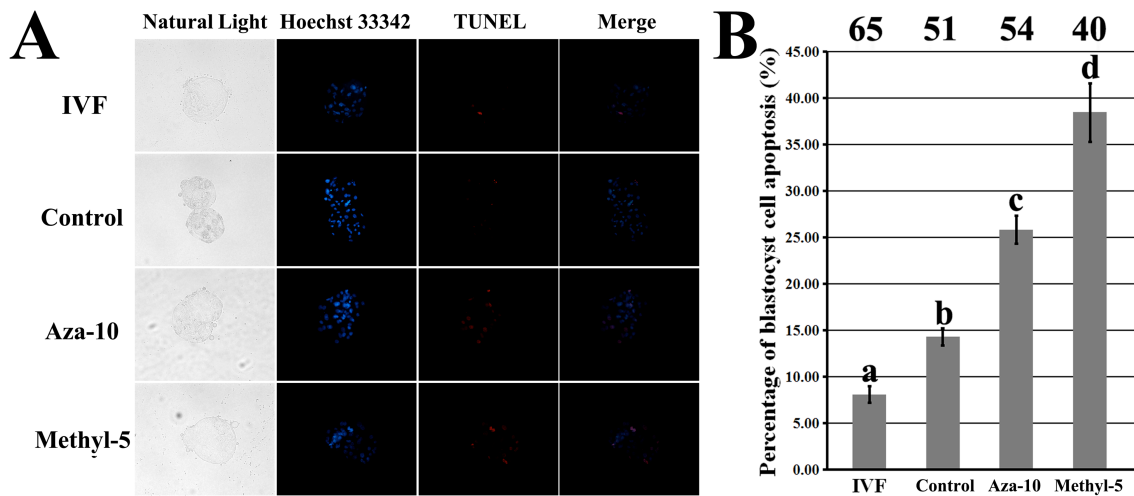 A
Natural Light Hoechst 33342 TUNEL Merge
IVF
Control
Aza-10
Methyl-5
B
65 51 54 40
Percentage of blastocyst cell apoptosis (%)
45.00
40.00
35.00
30.00
25.00
20.00
15.00
10.00
5.00
0.00
a
b
c
d
IVF Control Aza-10 Methyl-5